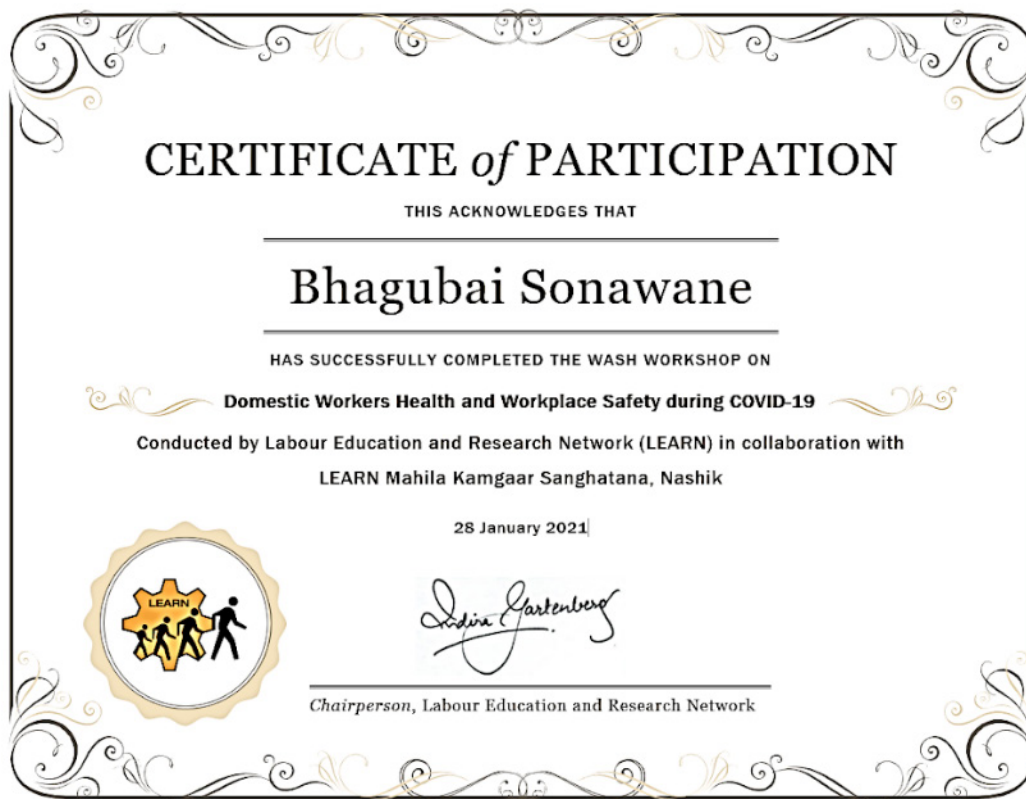 CERTIFICATE of PARTICIPATION
THIS ACKNOWLEDGES THAT
Bhagubai Sonawane
HAS SUCCESSFULLY COMPLETED THE WASH WORKSHOP ON
Domestic Workers Health and Workplace Safety during COVID-19
Conducted by Labour Education and Research Network (LEARN) in collaboration with
LEARN Mahila Kamgaar Sanghatana, Nashik
28 January 2021
LEARN
Indira Gartenberg
Chairperson, Labour Education and Research Network